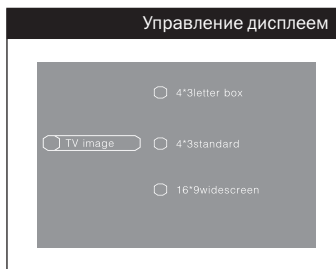 Управление дисплеем
4*3letter box
TV image
4*3standard
16*9widescreen